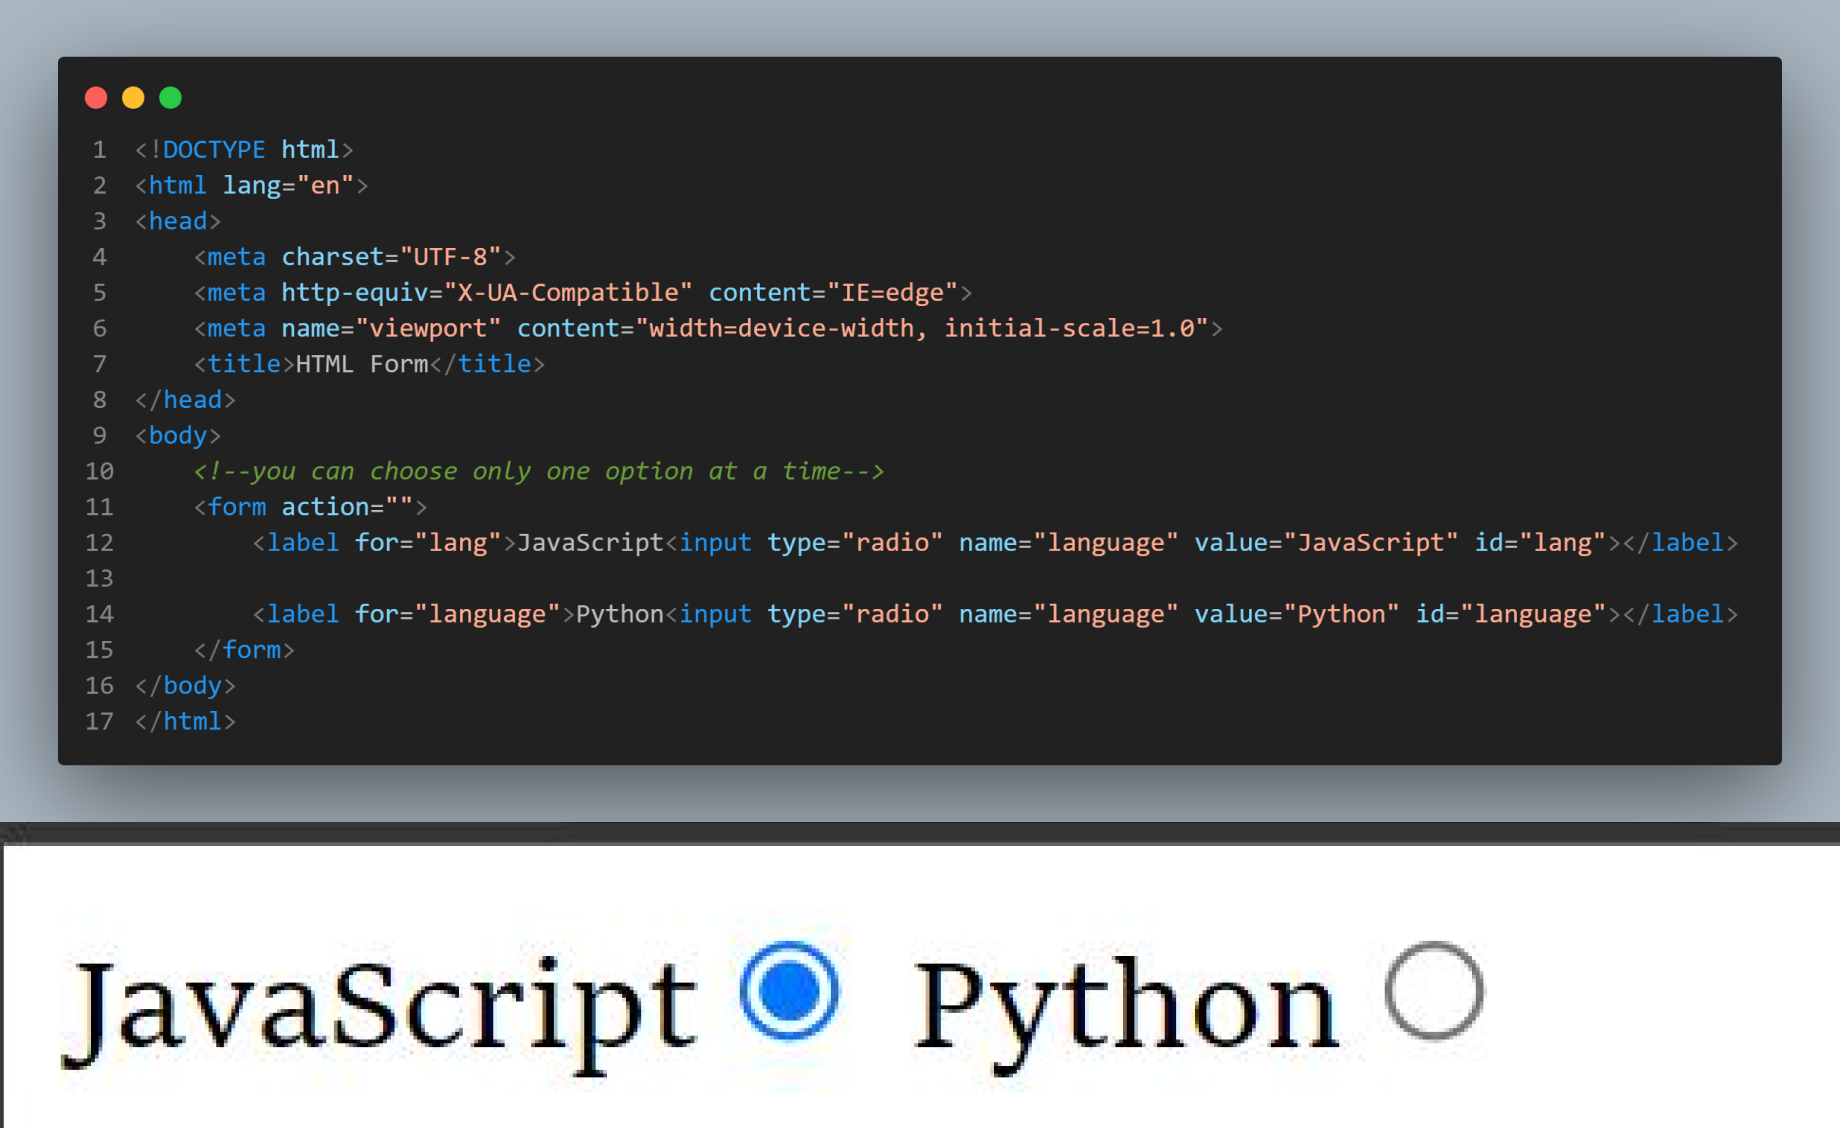 1 <!DOCTYPE html>
2 <html lang="en">
3 <head>
4     <meta charset="UTF-8">
5     <meta http-equiv="X-UA-Compatible" content="IE=edge">
6     <meta name="viewport" content="width=device-width, initial-scale=1.0">
7     <title>HTML Form</title>
8 </head>
9 <body>
10     <!--you can choose only one option at a time-->
11     <form action="">
12         <label for="lang">JavaScript<input type="radio" name="language" value="JavaScript" id="lang"></label>
13
14         <label for="language">Python<input type="radio" name="language" value="Python" id="language"></label>
15     </form>
16 </body>
17 </html>
JavaScript Python